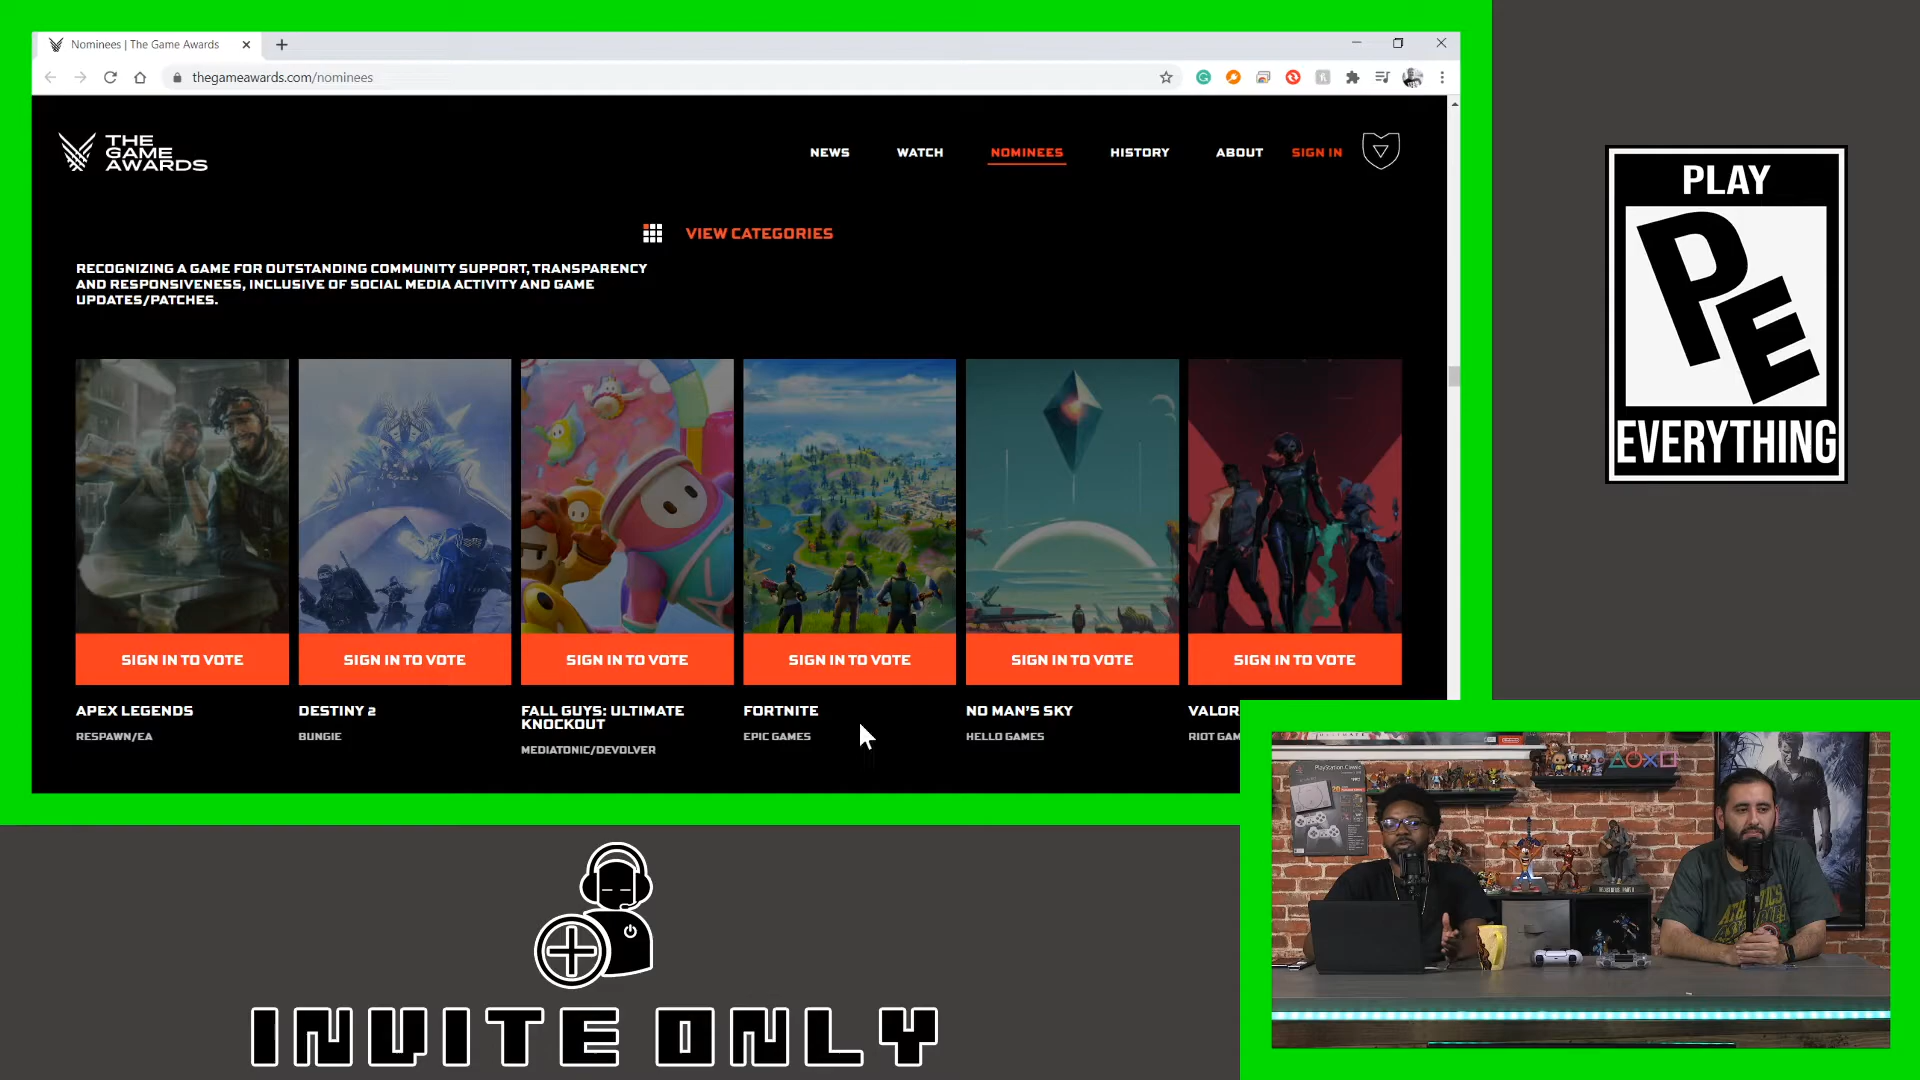 Nominees | The Game Awards
thegameawards.com/nominees
THE
GAME
AWARDS
NEWS
WATCH
NOMINEES
HISTORY
ABOUT
SIGN IN
VIEW CATEGORIES
RECOGNIZING A GAME FOR OUTSTANDING COMMUNITY SUPPORT, TRANSPARENCY
AND RESPONSIVENESS, INCLUSIVE OF SOCIAL MEDIA ACTIVITY AND GAME
UPDATES/PATCHES.
SIGN IN TO VOTE
SIGN IN TO VOTE
SIGN IN TO VOTE
SIGN IN TO VOTE
SIGN IN TO VOTE
SIGN IN TO VOTE
APEX LEGENDS
RESPAWN/EA
DESTINY 2
BUNGIE
FALL GUYS: ULTIMATE
KNOCKOUT
MEDIATONIC/DEVOLVER
FORTNITE
EPIC GAMES
NO MAN'S SKY
HELLO GAMES
VALOR
RIOT GAM
PLAY
PE
EVERYTHING
INVITE ONLY
PlayStation Classic